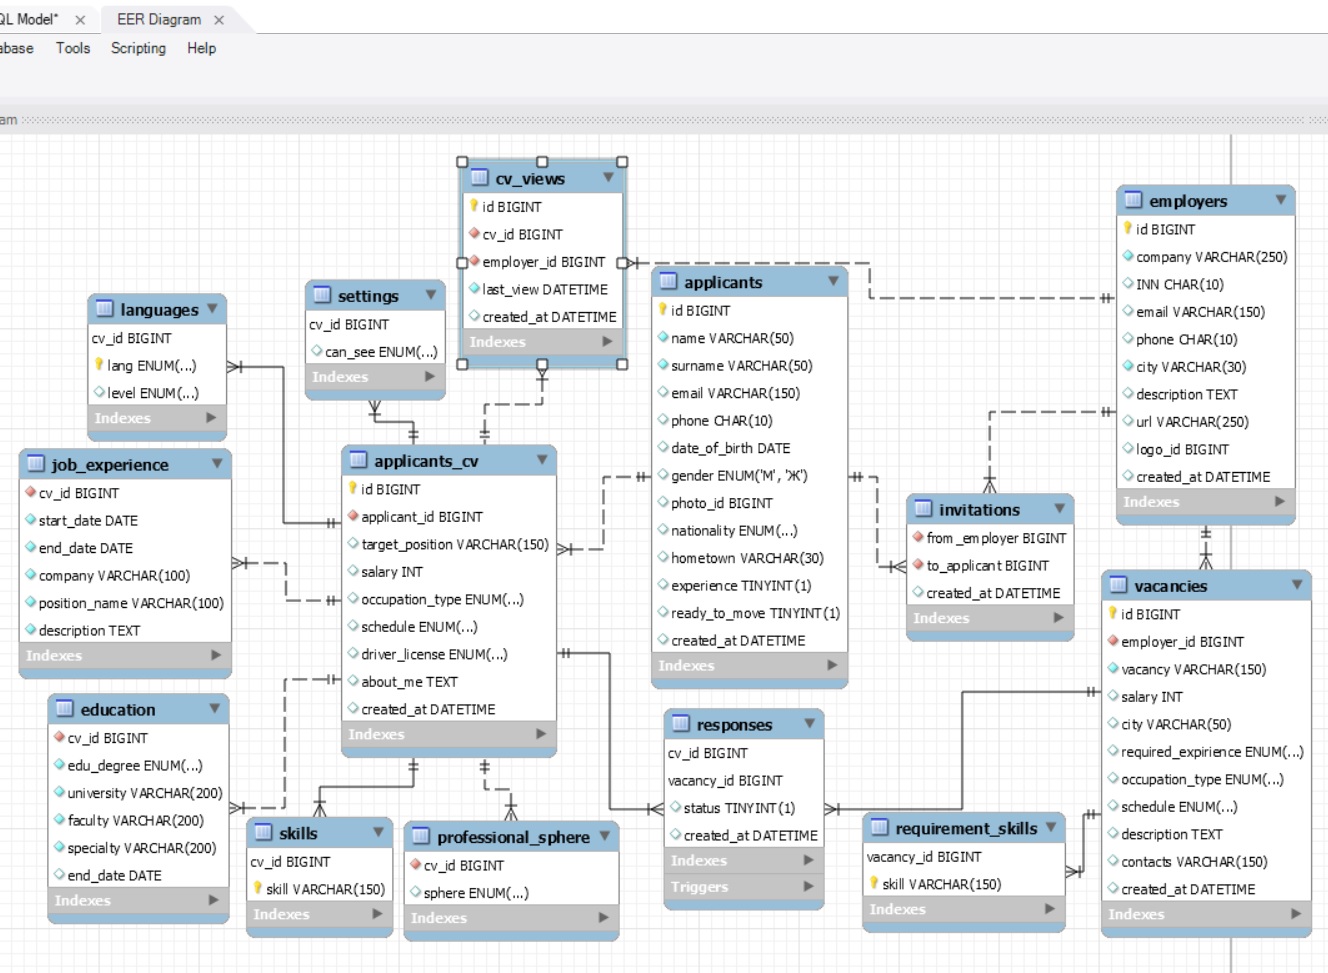 QL Model*
EER Diagram
abase Tools Scripting Help
am
cv_views
id BIGINT
cv_id BIGINT
employer_id BIGINT
last_view DATETIME
created_at DATETIME
Indexes
employers
id BIGINT
company VARCHAR(250)
INN CHAR(10)
email VARCHAR(150)
phone CHAR(10)
city VARCHAR(30)
description TEXT
url VARCHAR(250)
logo_id BIGINT
created_at DATETIME
Indexes
applicants
id BIGINT
name VARCHAR(50)
surname VARCHAR(50)
email VARCHAR(150)
phone CHAR(10)
date_of_birth DATE
gender ENUM('М', 'Ж')
photo_id BIGINT
nationality ENUM(...)
hometown VARCHAR(30)
experience TINYINT(1)
ready_to_move TINYINT(1)
created_at DATETIME
Indexes
settings
cv_id BIGINT
can_see ENUM(...)
Indexes
languages
cv_id BIGINT
lang ENUM(...)
level ENUM(...)
Indexes
job_experience
cv_id BIGINT
start_date DATE
end_date DATE
company VARCHAR(100)
position_name VARCHAR(100)
description TEXT
Indexes
applicants_cv
id BIGINT
applicant_id BIGINT
target_position VARCHAR(150)
salary INT
occupation_type ENUM(...)
schedule ENUM(...)
driver_license ENUM(...)
about_me TEXT
created_at DATETIME
Indexes
invitations
from_employer BIGINT
to_applicant BIGINT
created_at DATETIME
Indexes
vacancies
id BIGINT
employer_id BIGINT
vacancy VARCHAR(150)
salary INT
city VARCHAR(50)
required_expirience ENUM(...)
occupation_type ENUM(...)
schedule ENUM(...)
description TEXT
contacts VARCHAR(150)
created_at DATETIME
Indexes
education
cv_id BIGINT
edu_degree ENUM(...)
university VARCHAR(200)
faculty VARCHAR(200)
specialty VARCHAR(200)
end_date DATE
Indexes
responses
cv_id BIGINT
vacancy_id BIGINT
status TINYINT(1)
created_at DATETIME
Indexes
Triggers
skills
cv_id BIGINT
skill VARCHAR(150)
Indexes
professional_sphere
cv_id BIGINT
sphere ENUM(...)
Indexes
requirement_skills
vacancy_id BIGINT
skill VARCHAR(150)
Indexes